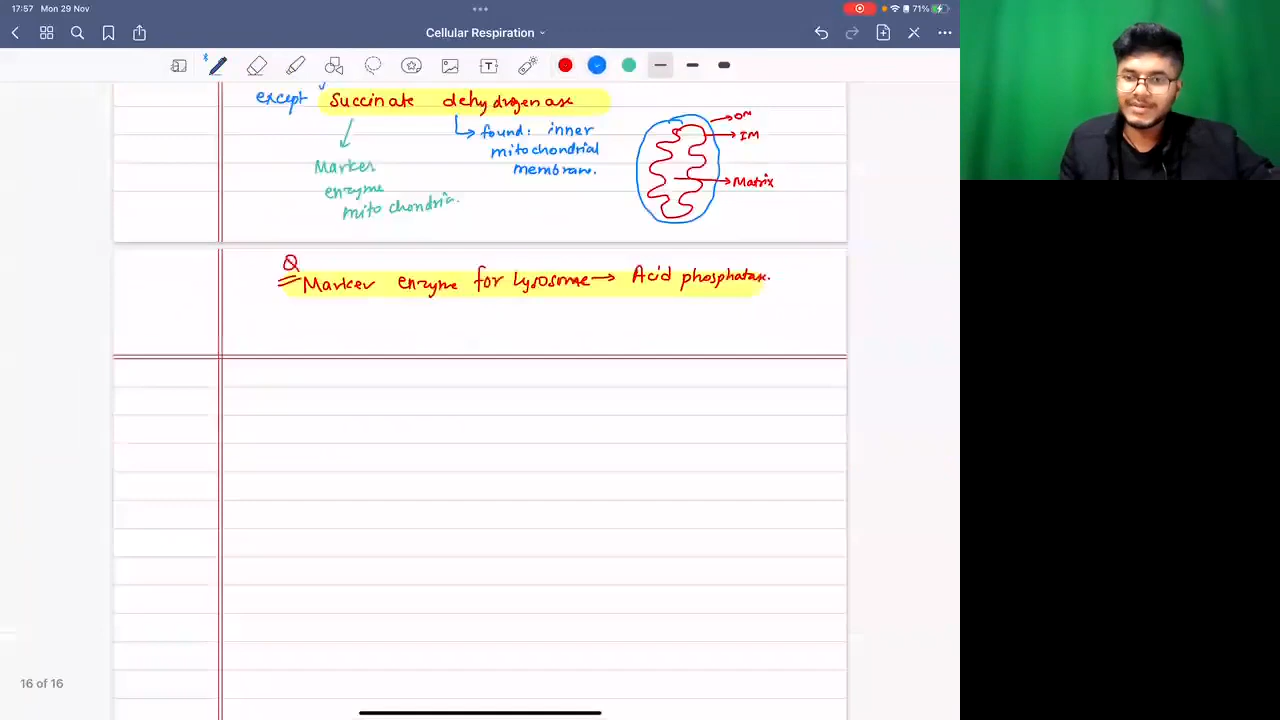 17:57 Mon 29 Nov
71%
Cellular Respiration
except Succinate dehydrogenase
found: inner
mitochondrial
membrane.
Marker
enzyme
mitochondria.
OM
IM
Matrix
Q
Marker enzyme for lysosome → Acid phosphatase.
16 of 16